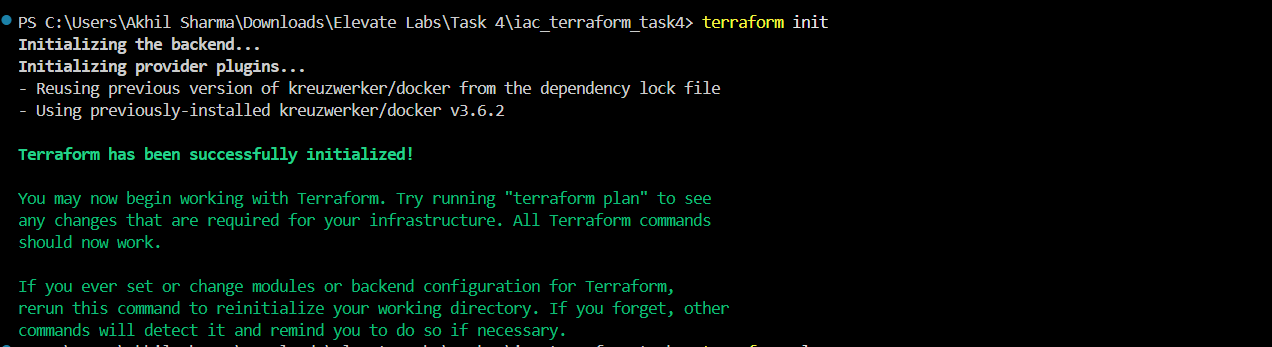 PS C:\Users\Akhil Sharma\Downloads\Elevate Labs\Task 4\iac_terraform_task4> terraform init
Initializing the backend...
Initializing provider plugins...
- Reusing previous version of kreuzwerker/docker from the dependency lock file
- Using previously-installed kreuzwerker/docker v3.6.2
Terraform has been successfully initialized!
You may now begin working with Terraform. Try running "terraform plan" to see
any changes that are required for your infrastructure. All Terraform commands
should now work.
If you ever set or change modules or backend configuration for Terraform,
rerun this command to reinitialize your working directory. If you forget, other
commands will detect it and remind you to do so if necessary.